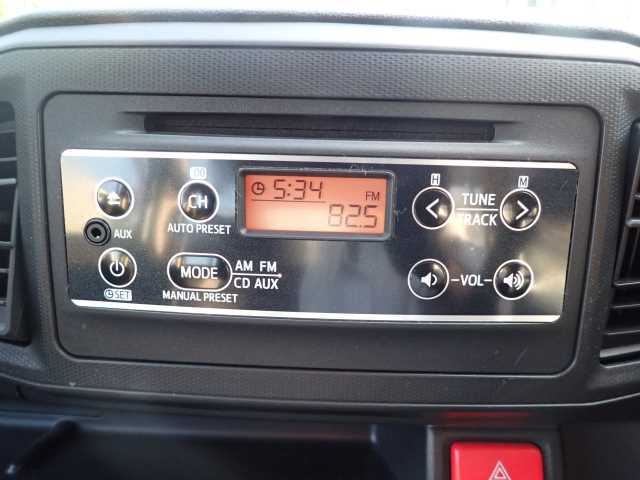 00
H
M
CH
5:34
FM
82.5
TUNE
TRACK
AUX
AUTO PRESET
MODE
AM FM
CD AUX
VOL
SET
MANUAL PRESET